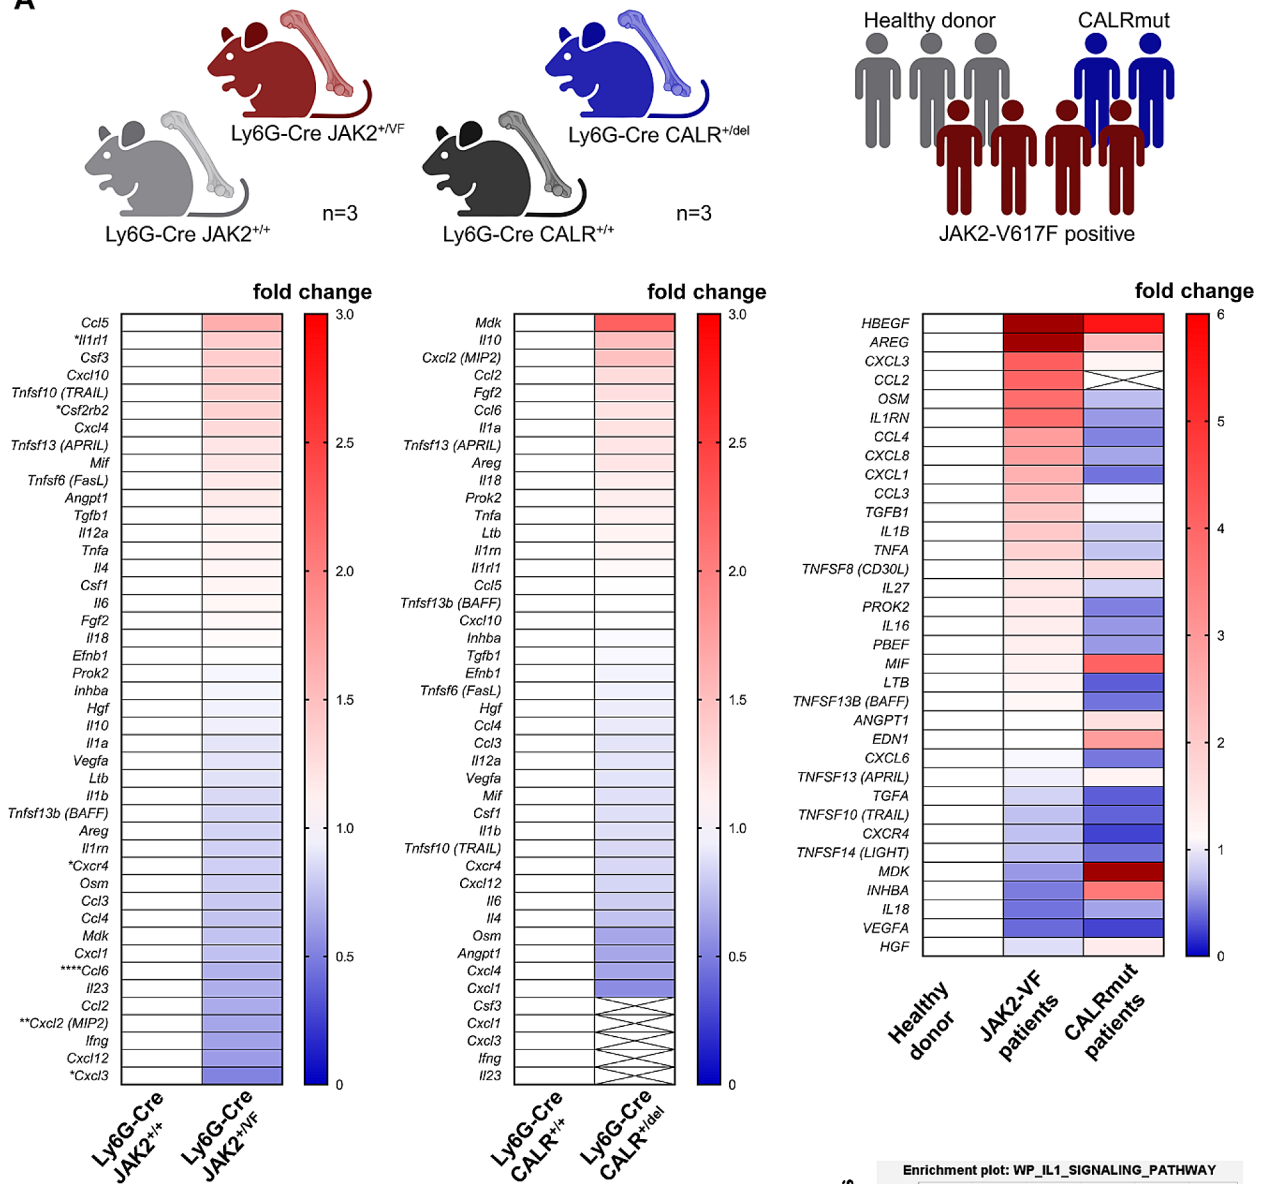 A
Ly6G-Cre JAK2+/VF
Ly6G-Cre JAK2+/+
n=3
Ly6G-Cre CALR+/del
Ly6G-Cre CALR+/+
n=3
Healthy donor
CALRmut
JAK2-V617F positive
fold change
Ccl5
*Il1rl1
Csf3
Cxcl10
Tnfsf10 (TRAIL)
*Csf2rb2
Cxcl4
Tnfsf13 (APRIL)
Mif
Tnfsf6 (FasL)
Angpt1
Tgfb1
Il12a
Tnfa
Il4
Csf1
Il6
Fgf2
Il18
Efnb1
Prok2
Inhba
Hgf
Il10
Il1a
Vegfa
Ltb
Il1b
Tnfsf13b (BAFF)
Areg
Il1rn
*Cxcr4
Osm
Ccl3
Ccl4
Mdk
Cxcl1
****Ccl6
Il23
Ccl2
**Cxcl2 (MIP2)
Ifng
Cxcl12
*Cxcl3
3.0
2.5
2.0
1.5
1.0
0.5
0
Ly6G-Cre
JAK2+/+
Ly6G-Cre
JAK2+/VF
fold change
Mdk
Il10
Cxcl2 (MIP2)
Ccl2
Fgf2
Ccl6
Il1a
Tnfsf13 (APRIL)
Areg
Il18
Prok2
Tnfa
Ltb
Il1rn
Il1rl1
Ccl5
Tnfsf13b (BAFF)
Cxcl10
Inhba
Tgfb1
Efnb1
Tnfsf6 (FasL)
Hgf
Ccl4
Ccl3
Il12a
Vegfa
Mif
Csf1
Il1b
Tnfsf10 (TRAIL)
Cxcr4
Cxcl12
Il6
Il4
Osm
Angpt1
Cxcl4
Cxcl1
Csf3
Cxcl1
Cxcl3
Ifng
Il23
3.0
2.5
2.0
1.5
1.0
0.5
0
Ly6G-Cre
CALR+/+
Ly6G-Cre
CALR+/del
fold change
HBEGF
AREG
CXCL3
CCL2
OSM
IL1RN
CCL4
CXCL8
CXCL1
CCL3
TGFB1
IL1B
TNFA
TNFSF8 (CD30L)
IL27
PROK2
IL16
PBEF
MIF
LTB
TNFSF13B (BAFF)
ANGPT1
EDN1
CXCL6
TNFSF13 (APRIL)
TGFA
TNFSF10 (TRAIL)
CXCR4
TNFSF14 (LIGHT)
MDK
INHBA
IL18
VEGFA
HGF
6
5
4
3
2
1
0
Healthy
donor
JAK2-VF
patients
CALRmut
patients
Enrichment plot: WP_IL1_SIGNALING_PATHWAY